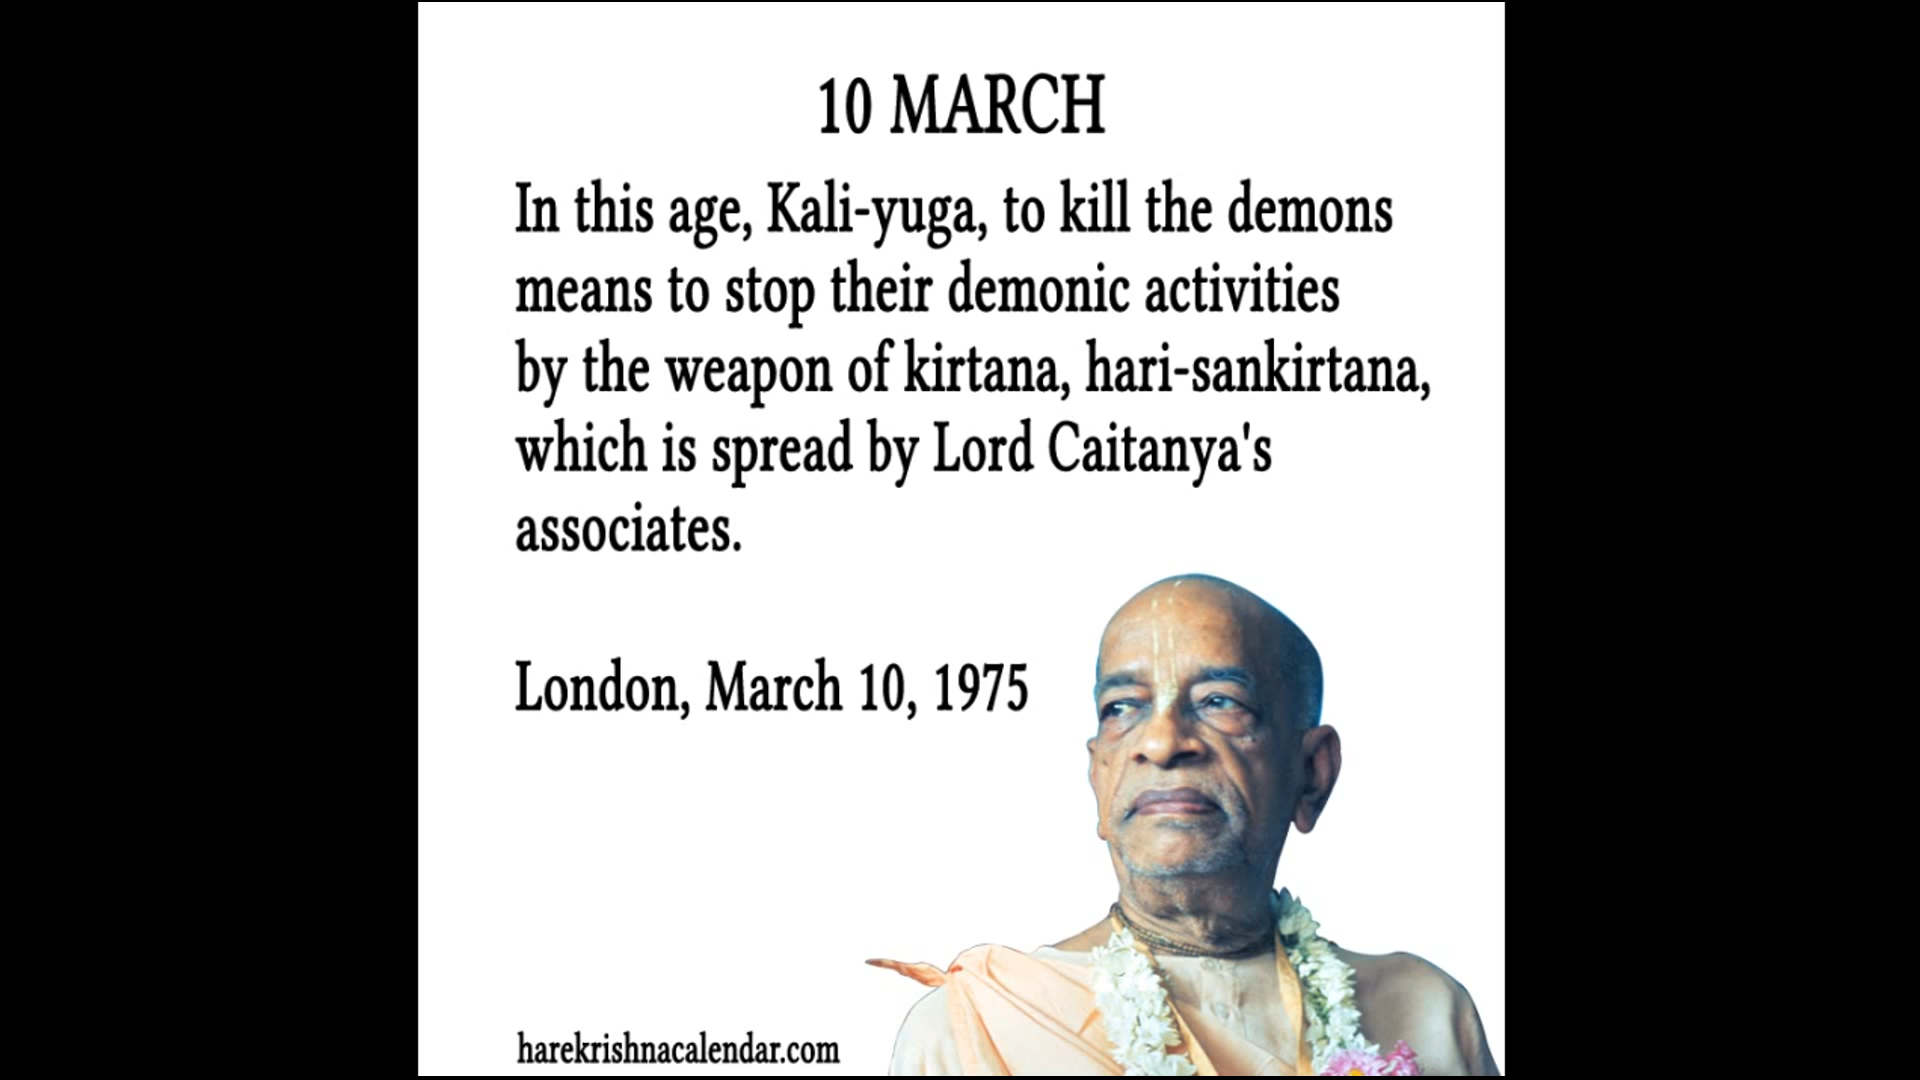 10 MARCH
In this age, Kali-yuga, to kill the demons
means to stop their demonic activities
by the weapon of kirtana, hari-sankirtana,
which is spread by Lord Caitanya's
associates.
London, March 10, 1975
harekrishnacalendar.com